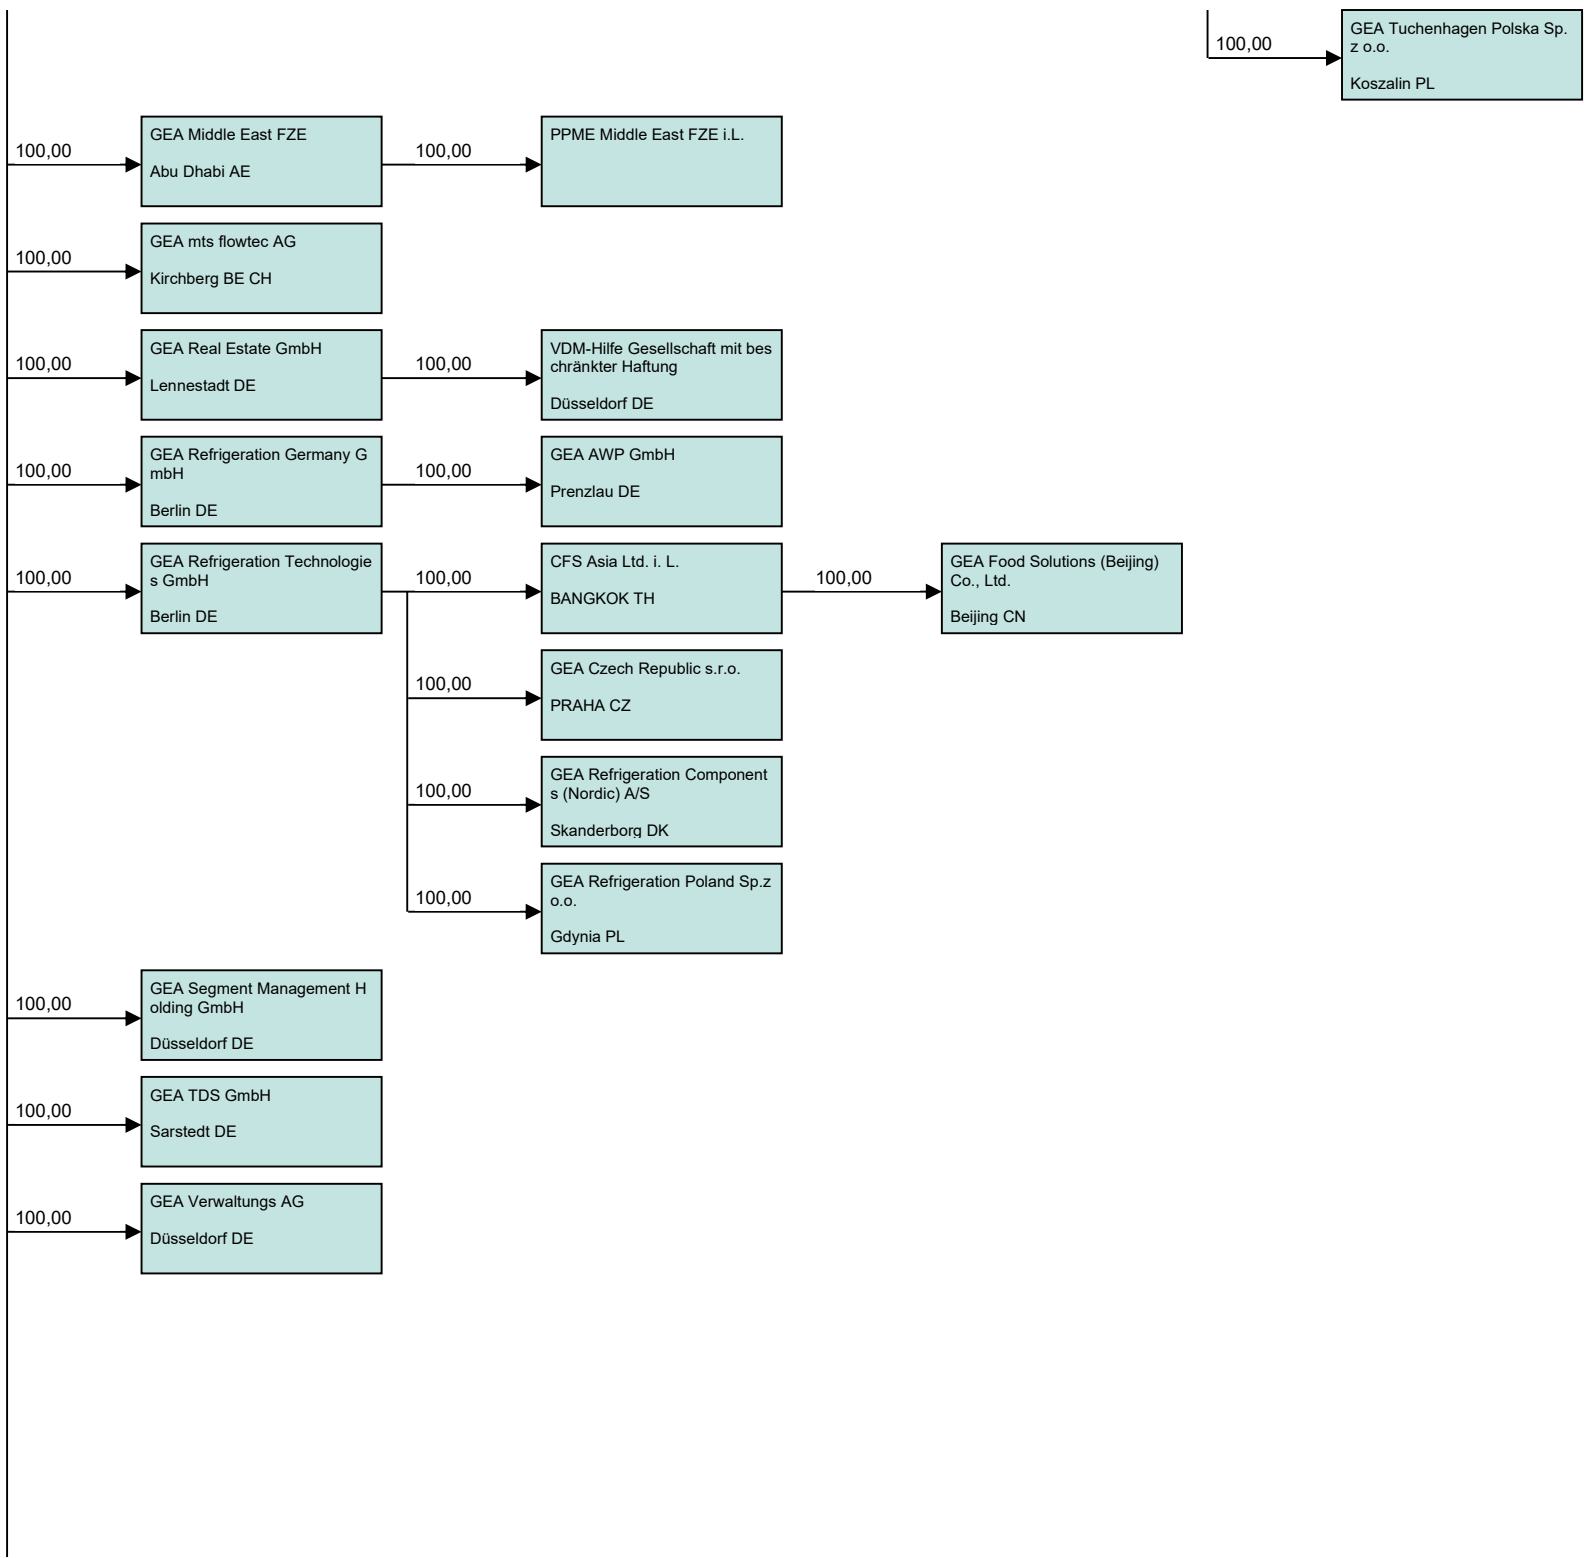 100,00
GEA Tuchenhagen Polska Sp.
z o.o.
Koszalin PL
100,00
GEA Middle East FZE
Abu Dhabi AE
100,00
PPME Middle East FZE i.L.
100,00
GEA mts flowtec AG
Kirchberg BE CH
100,00
GEA Real Estate GmbH
Lennestadt DE
100,00
VDM-Hilfe Gesellschaft mit bes
chränkter Haftung
Düsseldorf DE
100,00
GEA Refrigeration Germany G
mbH
Berlin DE
100,00
GEA AWP GmbH
Prenzlau DE
100,00
GEA Refrigeration Technologie
s GmbH
Berlin DE
100,00
CFS Asia Ltd. i. L.
BANGKOK TH
100,00
GEA Food Solutions (Beijing)
Co., Ltd.
Beijing CN
100,00
GEA Czech Republic s.r.o.
PRAHA CZ
100,00
GEA Refrigeration Component
s (Nordic) A/S
Skanderborg DK
100,00
GEA Refrigeration Poland Sp.z
o.o.
Gdynia PL
100,00
GEA Segment Management H
olding GmbH
Düsseldorf DE
100,00
GEA TDS GmbH
Sarstedt DE
100,00
GEA Verwaltungs AG
Düsseldorf DE